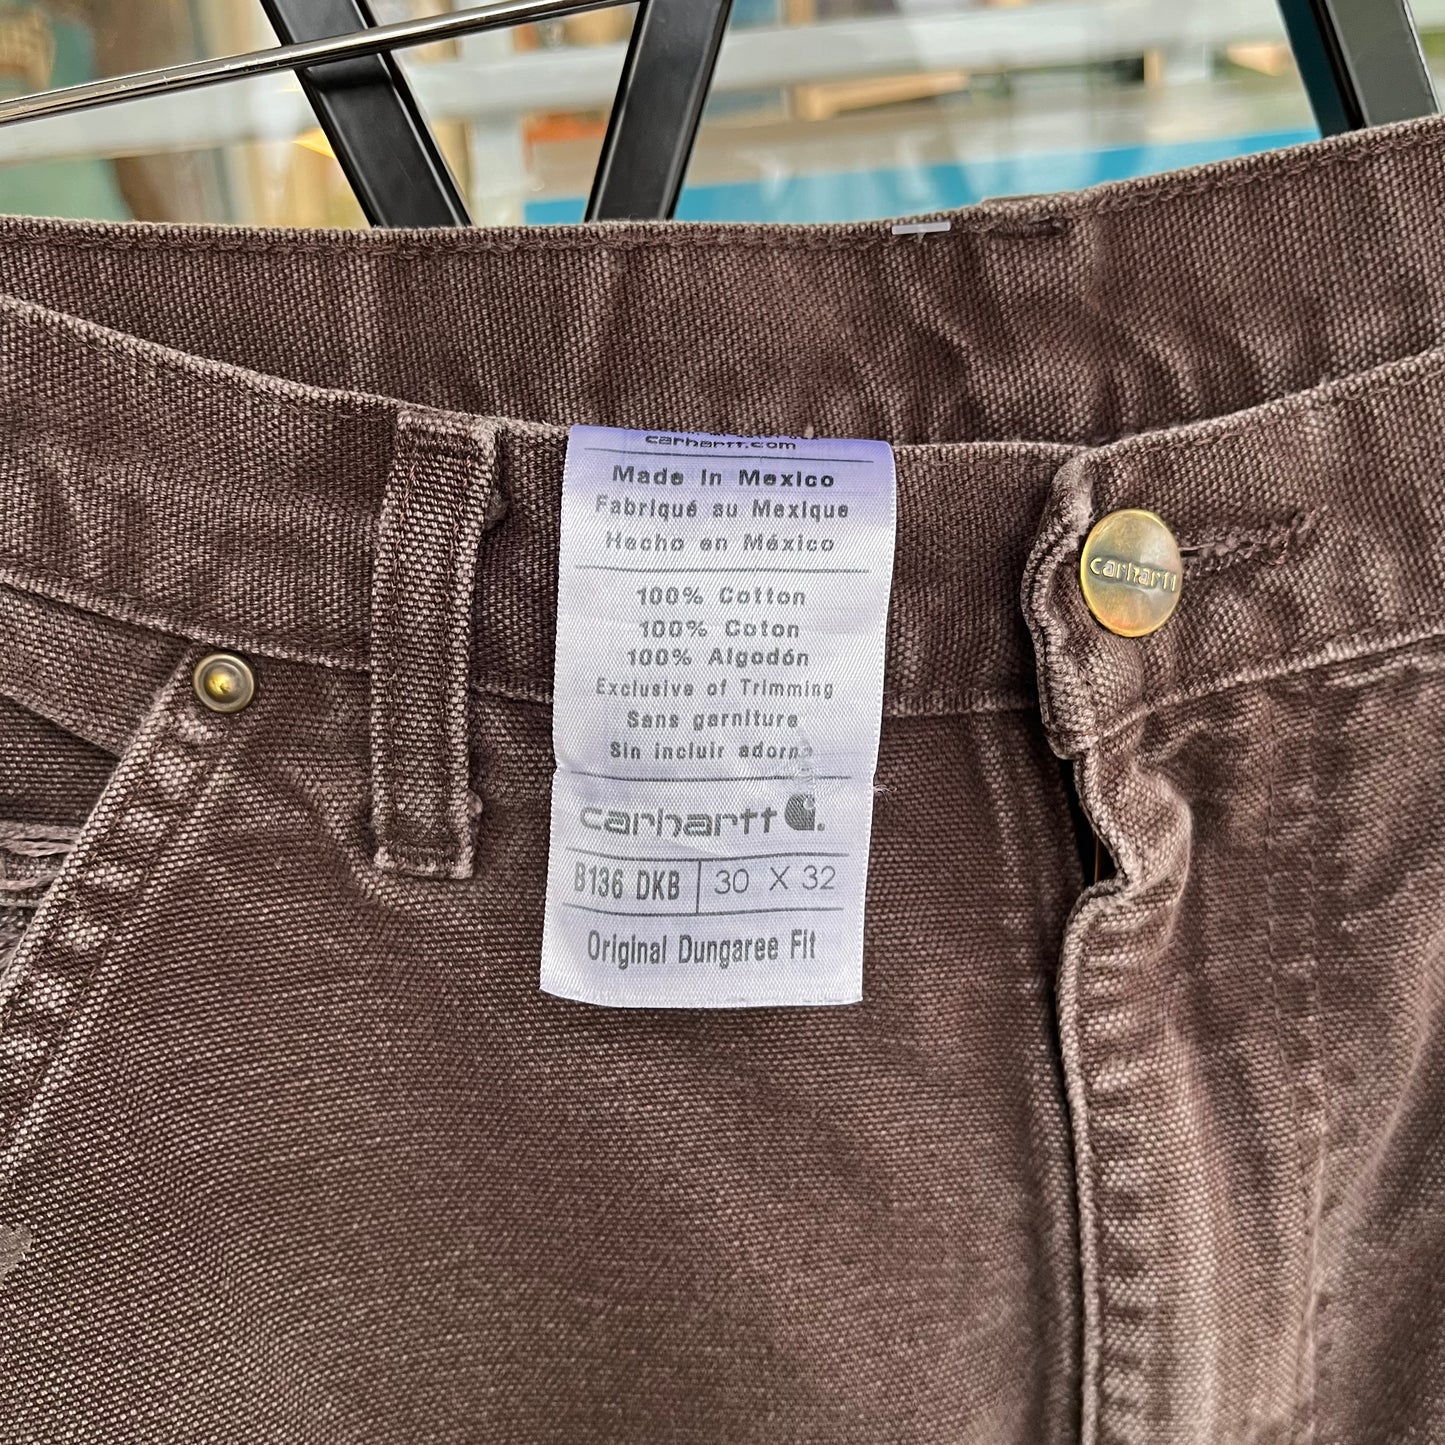 carhartt.com
Made in Mexico
Fabriqué au Mexique
Hecho en México
100% Cotton
100% Coton
100% Algodón
Exclusive of Trimming
Sans garniture
Sin incluir adorno
carhartt
B136 DKB 30 X 32
Original Dungaree Fit
carhartt